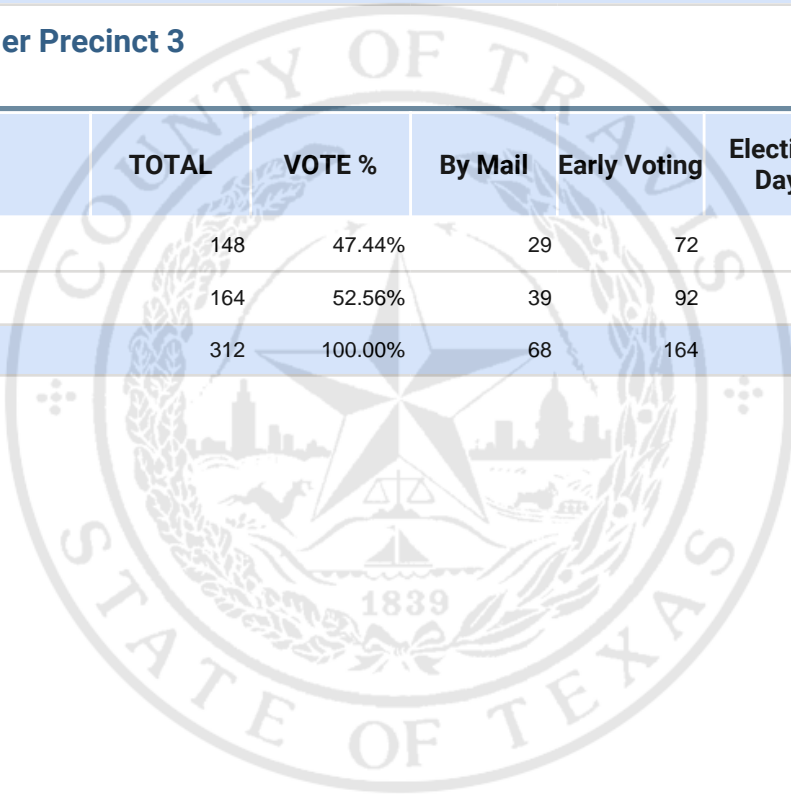 er Precinct 3
TOTAL VOTE % By Mail Early Voting Electi
Day
148 47.44% 29 72
164 52.56% 39 92
312 100.00% 68 164
COUNTY OF TRAVIS
1839
STATE OF TEXAS